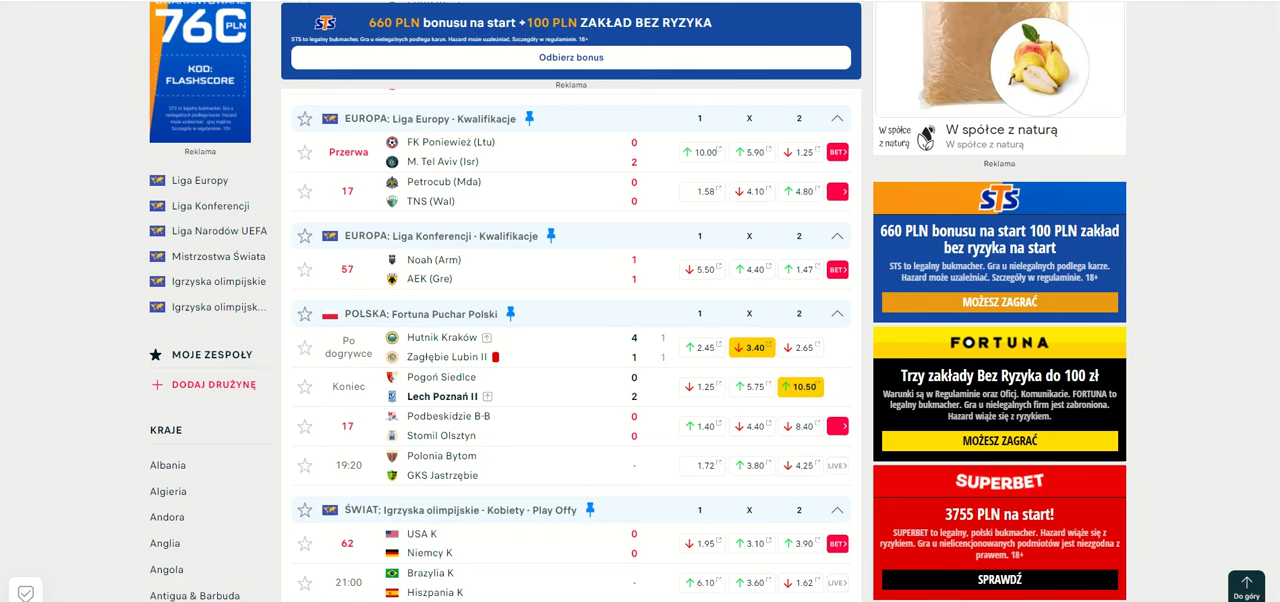 PLN
KOD:
FLASHSCORE
Reklama
Liga Europy
Liga Konferencji
Liga Narodów UEFA
Mistrzostwa Świata
Igrzyska olimpijskie
Igrzyska olimpijsk...
MOJE ZESPOŁY
DODAJ DRUŻYNĘ
KRAJE
Albania
Algieria
Andora
Anglia
Angola
Antigua & Barbuda
STS 660 PLN bonusu na start + 100 PLN ZAKŁAD BEZ RYZYKA
STS to legalny bukmacher. Gra u nielegalnych podlega karze. Hazard może uzależniać. Szczegóły w regulaminie. 18+
Odbierz bonus
Reklama
EUROPA: Liga Europy - Kwalifikacje 1 X 2
Przerwa FK Poniewież (Ltu) 0 10.00 5.90 1.25 BET
M. Tel Aviv (Isr) 2
17 Petrocub (Mda) 0 1.58 4.10 4.80
TNS (Wal) 0
EUROPA: Liga Konferencji - Kwalifikacje 1 X 2
57 Noah (Arm) 1 5.50 4.40 1.47 BET
AEK (Gre) 1
POLSKA: Fortuna Puchar Polski 1 X 2
Po dogrywce Hutnik Kraków 4 1 2.45 3.40 2.65
Zagłębie Lubin II 1 1
Koniec Pogoń Siedlce 0 1.25 5.75 10.50
Lech Poznań II 2
17 Podbeskidzie B-B 0 1.40 4.40 8.40
Stomil Olsztyn 0
19:20 Polonia Bytom - 1.72 3.80 4.25 LIVE
GKS Jastrzębie
ŚWIAT: Igrzyska olimpijskie - Kobiety - Play Offy 1 X 2
62 USA K 0 1.95 3.10 3.90 BET
Niemcy K 0
21:00 Brazylia K - 6.10 3.60 1.62 LIVE
Hiszpania K
W spółce z naturą
W spółce z naturą
W spółce z naturą
Reklama
STS
660 PLN bonusu na start 100 PLN zakład
bez ryzyka na start
STS to legalny bukmacher. Gra u nielegalnych podlega karze.
Hazard może uzależniać. Szczegóły w regulaminie. 18+
MOŻESZ ZAGRAĆ
FORTUNA
Trzy zakłady Bez Ryzyka do 100 zł
Warunki są w Regulaminie oraz Oficj. Komunikacie. FORTUNA to
legalny bukmacher. Gra u nielegalnych firm jest zabroniona.
Hazard wiąże się z ryzykiem.
MOŻESZ ZAGRAĆ
SUPERBET
3755 PLN na start!
SUPERBET to legalny, polski bukmacher. Hazard wiąże się z
ryzykiem. Gra u nielicencjonowanych podmiotów jest niezgodna z
prawem. 18+
SPRAWDŹ
Do góry